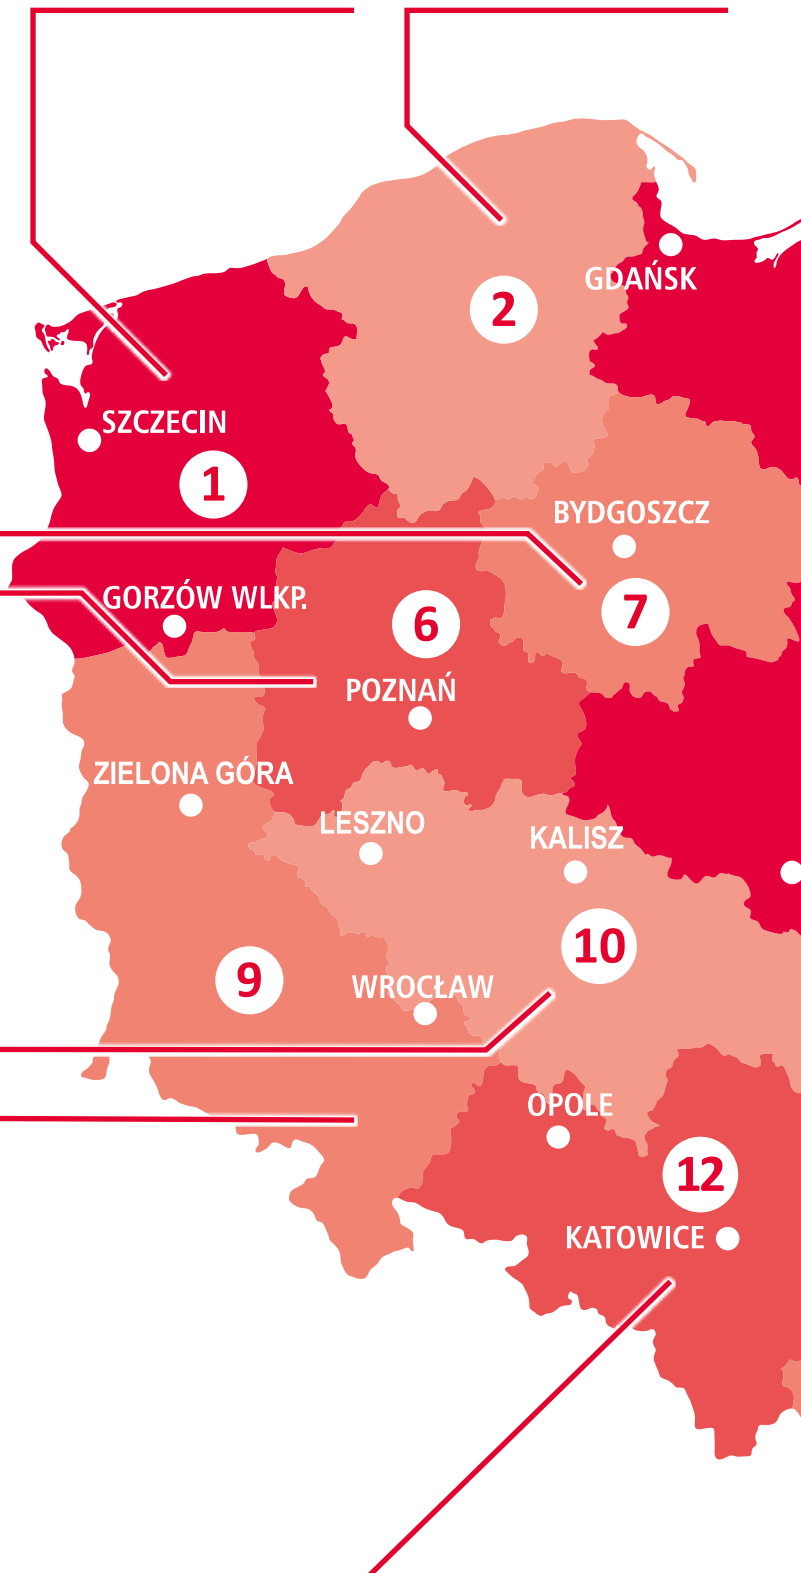 GDAŃSK
2
SZCZECIN
1
BYDGOSZCZ
GORZÓW WLKP.
6
7
POZNAŃ
ZIELONA GÓRA
LESZNO
KALISZ
10
9
WROCŁAW
OPOLE
12
KATOWICE